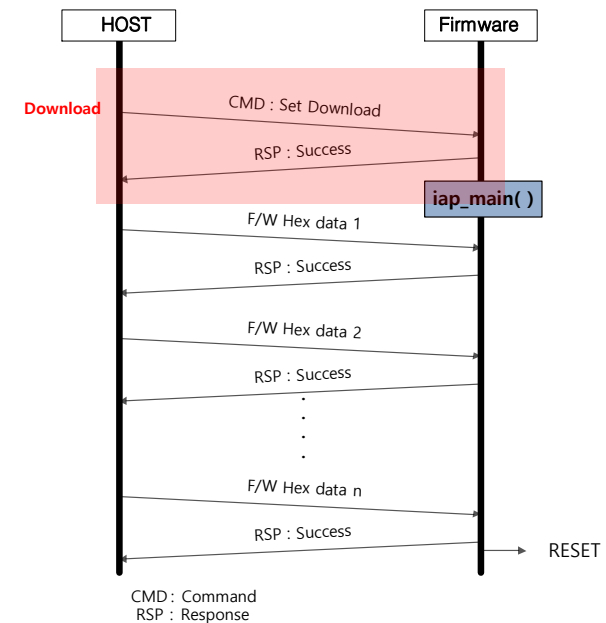 HOST
Firmware
Download
CMD : Set Download
RSP : Success
iap_main( )
F/W Hex data 1
RSP : Success
F/W Hex data 2
RSP : Success
F/W Hex data n
RSP : Success
RESET
CMD : Command
RSP : Response